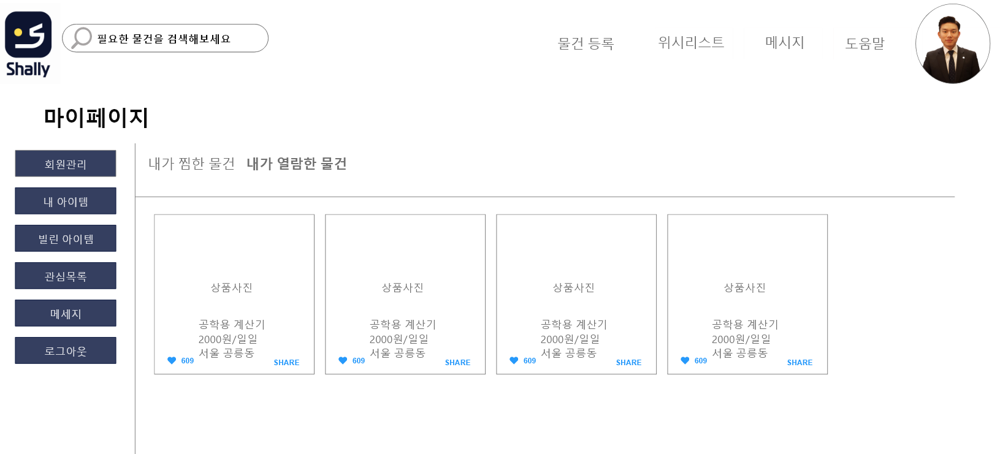 Shally
필요한 물건을 검색해보세요
물건 등록
위시리스트
메시지
도움말
마이페이지
회원관리
내 아이템
빌린 아이템
관심목록
메세지
로그아웃
내가 찜한 물건 내가 열람한 물건
상품사진
공학용 계산기
2000원/일일
서울 공릉동
609
SHARE
상품사진
공학용 계산기
2000원/일일
서울 공릉동
609
SHARE
상품사진
공학용 계산기
2000원/일일
서울 공릉동
609
SHARE
상품사진
공학용 계산기
2000원/일일
서울 공릉동
609
SHARE